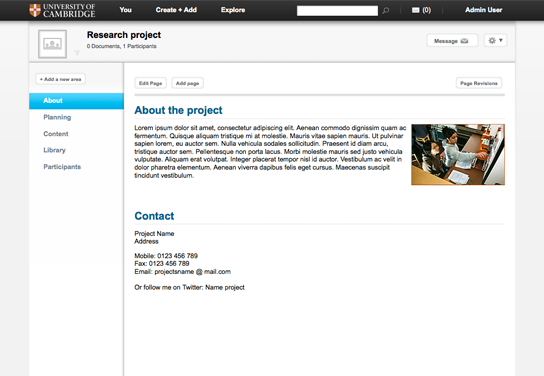 UNIVERSITY OF
CAMBRIDGE
You
Create + Add
Explore
(0)
Admin User
Research project
0 Documents, 1 Participants
Message
+ Add a new area
Edit Page
Add page
Page Revisions
About
Planning
Content
Library
Participants
About the project
Lorem ipsum dolor sit amet, consectetur adipiscing elit. Aenean commodo dignissim quam ac
fermentum. Quisque aliquam tristique mi at molestie. Mauris vitae sapien mauris. Ut pulvinar
sapien lorem, eu auctor sem. Nulla vehicula sodales sollicitudin. Praesent id diam arcu,
tristique auctor sem. Pellentesque non porta lacus. Morbi molestie mauris sed justo vehicula
vulputate. Aliquam erat volutpat. Integer placerat tempor nisl id auctor. Vestibulum ac velit in
dolor pharetra elementum. Aenean viverra dapibus felis eget cursus. Maecenas suscipit
tincidunt vestibulum.
Contact
Project Name
Address
Mobile: 0123 456 789
Fax: 0123 456 789
Email: projectsname @ mail.com
Or follow me on Twitter: Name project